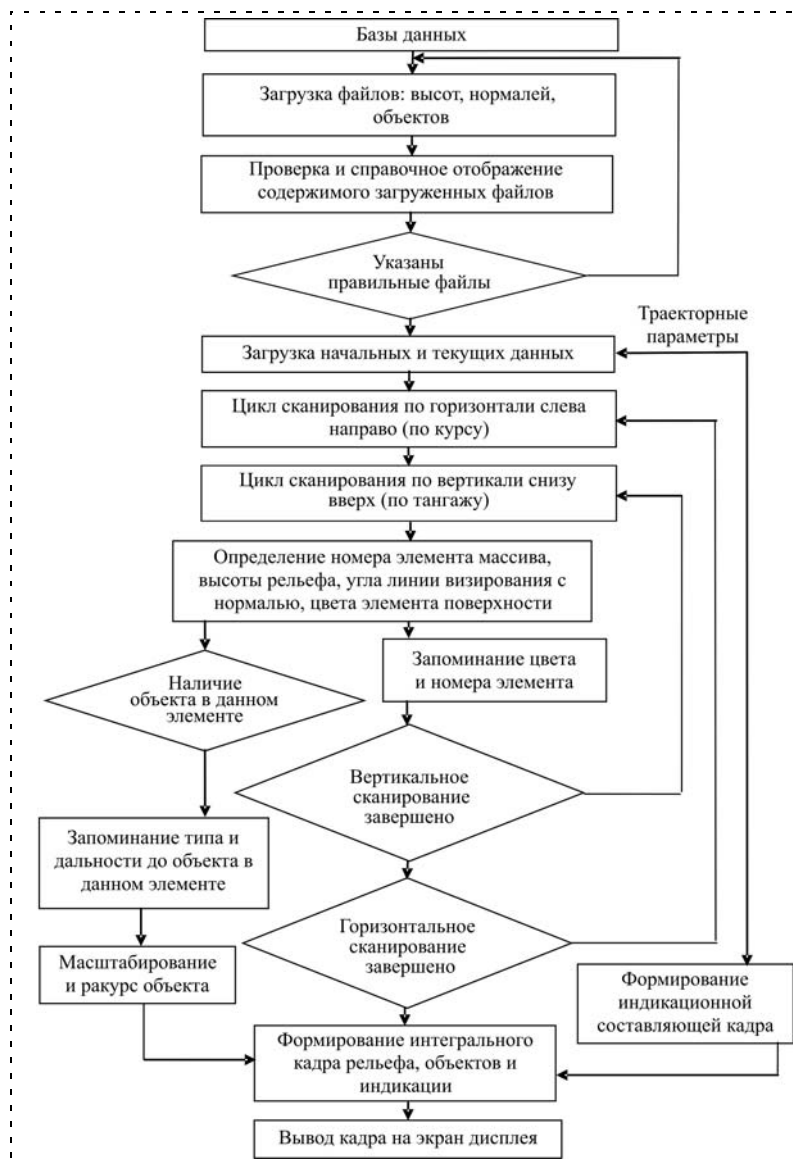 Базы данных
Загрузка файлов: высот, нормалей,
объектов
Проверка и справочное отображение
содержимого загруженных файлов
Указаны
правильные файлы
Траекторные
параметры
Загрузка начальных и текущих данных
Цикл сканирования по горизонтали слева
направо (по курсу)
Цикл сканирования по вертикали снизу
вверх (по тангажу)
Определение номера элемента массива,
высоты рельефа, угла линии визирования с
нормалью, цвета элемента поверхности
Наличие
объекта в данном
элементе
Запоминание цвета
и номера элемента
Вертикальное
сканирование
завершено
Запоминание типа и
дальности до объекта в
данном элементе
Горизонтальное
сканирование
завершено
Масштабирование
и ракурс объекта
Формирование
индикационной
составляющей кадра
Формирование интегрального
кадра рельефа, объектов и
индикации
Вывод кадра на экран дисплея